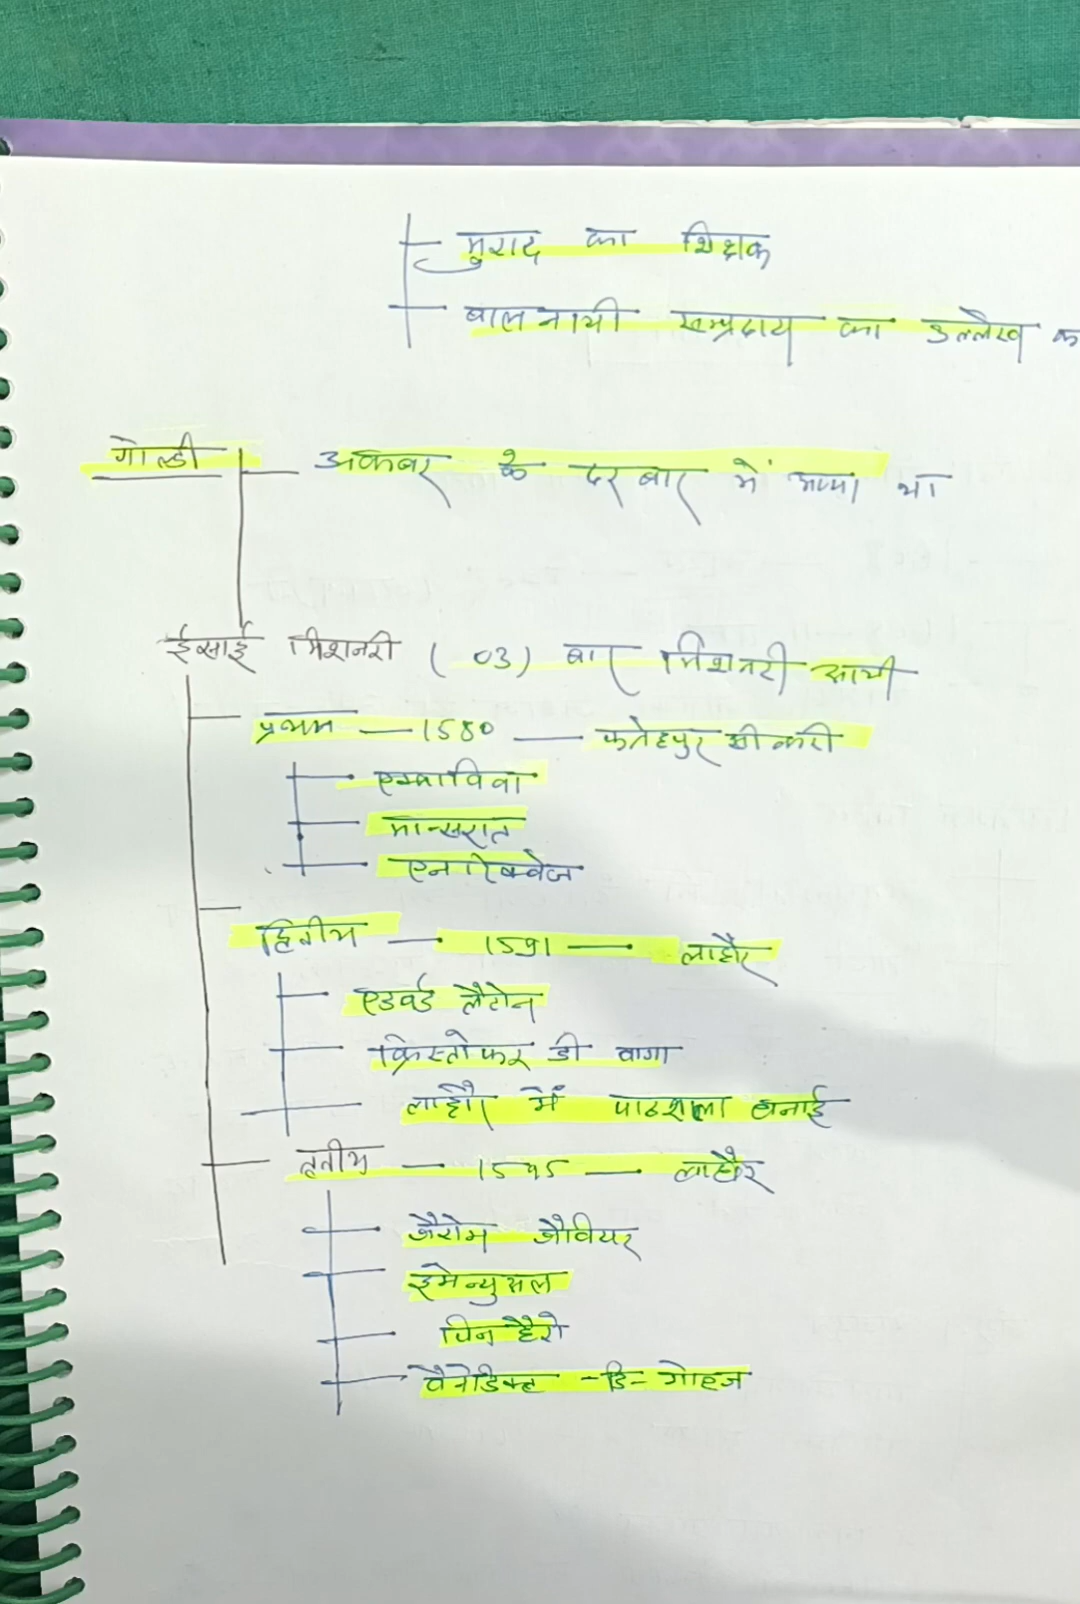 मुराद का शिक्षक
बालनाथी सम्प्रदाय का उल्लेख क
गोल्डी — अकबर के दरबार में आया था
ईसाई मिशनरी ( 03 ) बार मिशनरी आयी
प्रथम — 1580 — फतेहपुर सीकरी
एक्वाविवा
मान्सरात
एनरिक्वेज
द्वितीय — 1591 — लाहौर
एडवर्ड लैटोन
क्रिस्तोफर डी वागा
लाहौर में पाठशाला बनाई
तृतीय — 1595 — लाहौर
जैरोम जैवियर
इमेन्युअल
पिन हैरो
वैनेडिक्ट -डि- गोहज